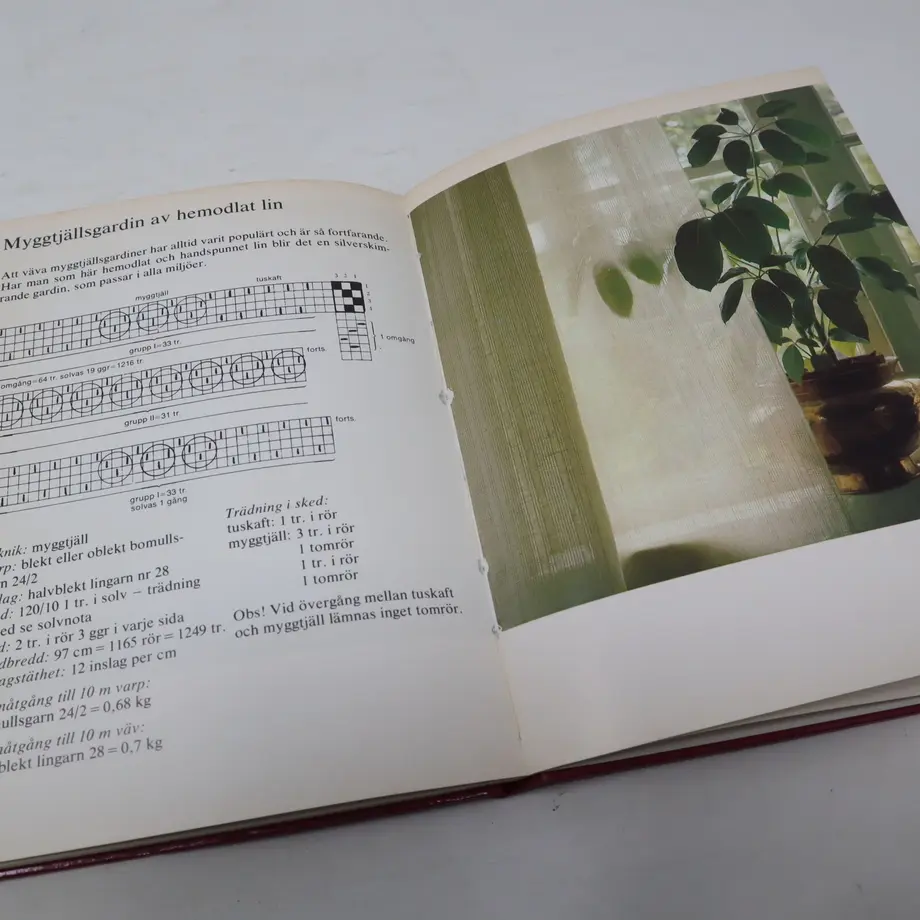 Myggtjällsgardin av hemodlat lin
Att väva myggtjällsgardiner har alltid varit populärt och är så fortfarande.
Har man som här hemodlat och handspunnet lin blir det en silverskim-
rande gardin, som passar i alla miljöer.
myggtjäll
tuskaft
3 2 1
grupp I=33 tr.
1 omgång
omgång=64 tr. solvas 19 ggr=1216 tr.
forts.
grupp II=31 tr.
forts.
grupp I=33 tr.
solvas 1 gång
knik: myggtjäll
rp: blekt eller oblekt bomulls-
n 24/2
lag: halvblekt lingarn nr 28
d: 120/10 1 tr. i solv – trädning
ed se solvnota
d: 2 tr. i rör 3 ggr i varje sida
dbredd: 97 cm = 1165 rör = 1249 tr.
agstäthet: 12 inslag per cm
nåtgång till 10 m varp:
ullsgarn 24/2 = 0,68 kg
nåtgång till 10 m väv:
blekt lingarn 28 = 0,7 kg
Trädning i sked:
tuskaft: 1 tr. i rör
myggtjäll: 3 tr. i rör
1 tomrör
1 tr. i rör
1 tomrör
Obs! Vid övergång mellan tuskaft
och myggtjäll lämnas inget tomrör.